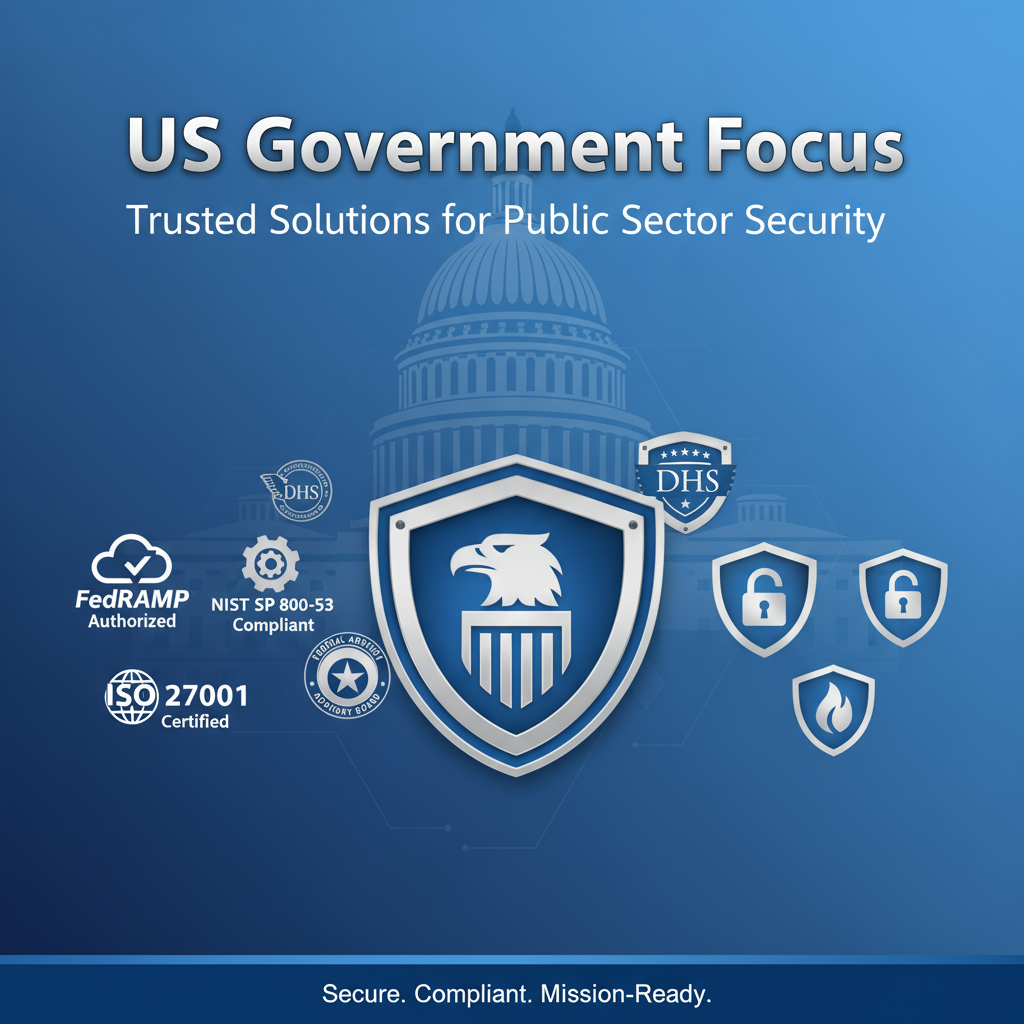 US Government Focus
Trusted Solutions for Public Sector Security
DHS
DHS
FedRAMP
Authorized
NIST SP 800-53
Compliant
ISO 27001
Certified
Secure. Compliant. Mission-Ready.